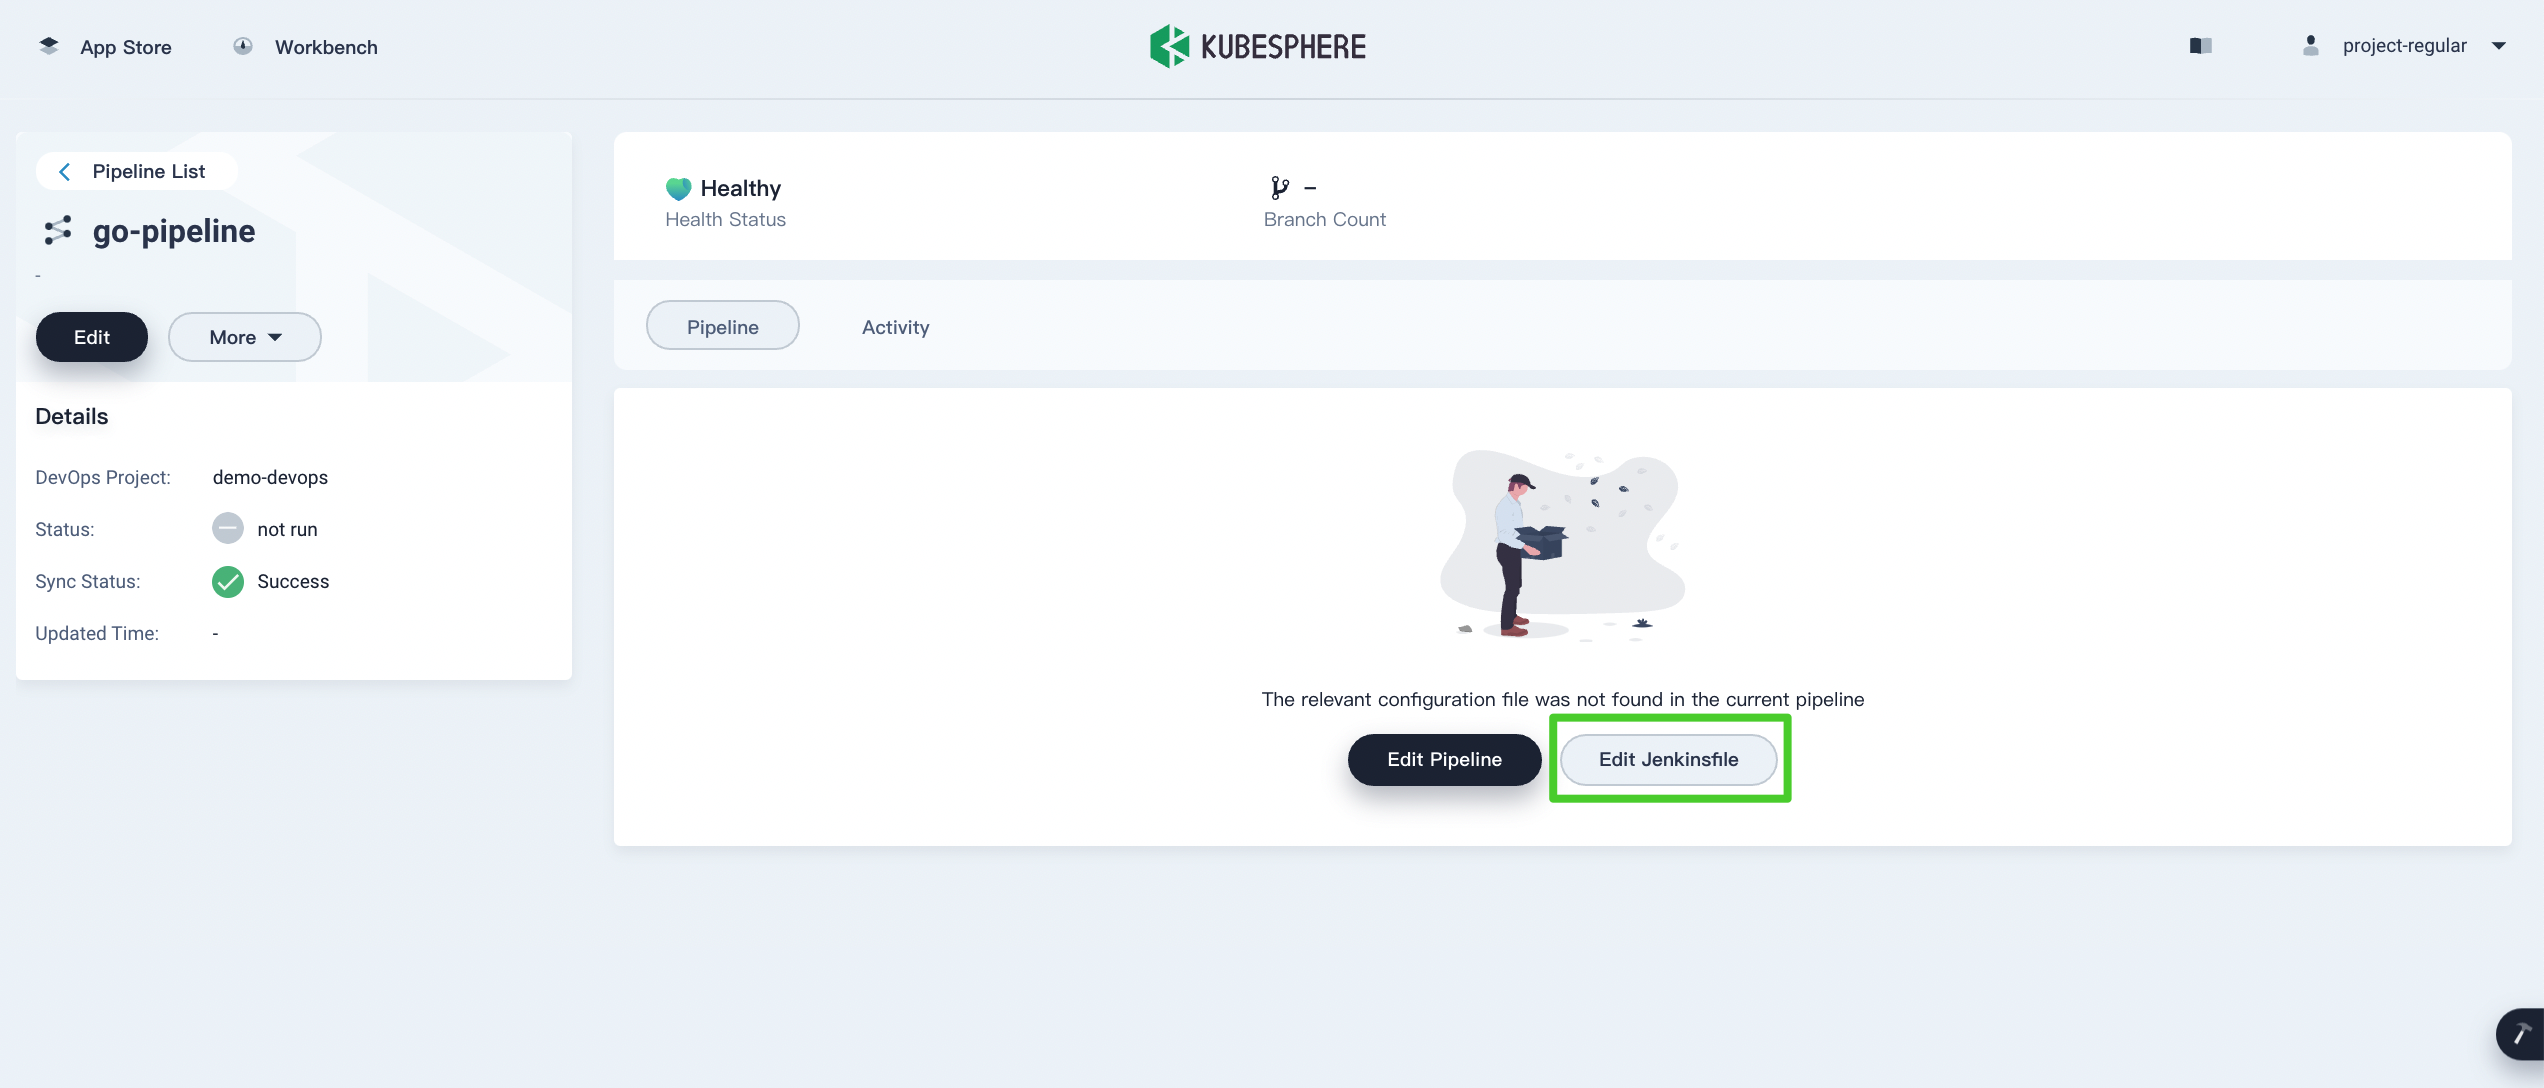 App Store
Workbench
KUBESPHERE
project-regular
Pipeline List
go-pipeline
-
Edit
More
Details
DevOps Project: demo-devops
Status: not run
Sync Status: Success
Updated Time: -
Healthy
Health Status
–
Branch Count
Pipeline
Activity
The relevant configuration file was not found in the current pipeline
Edit Pipeline
Edit Jenkinsfile